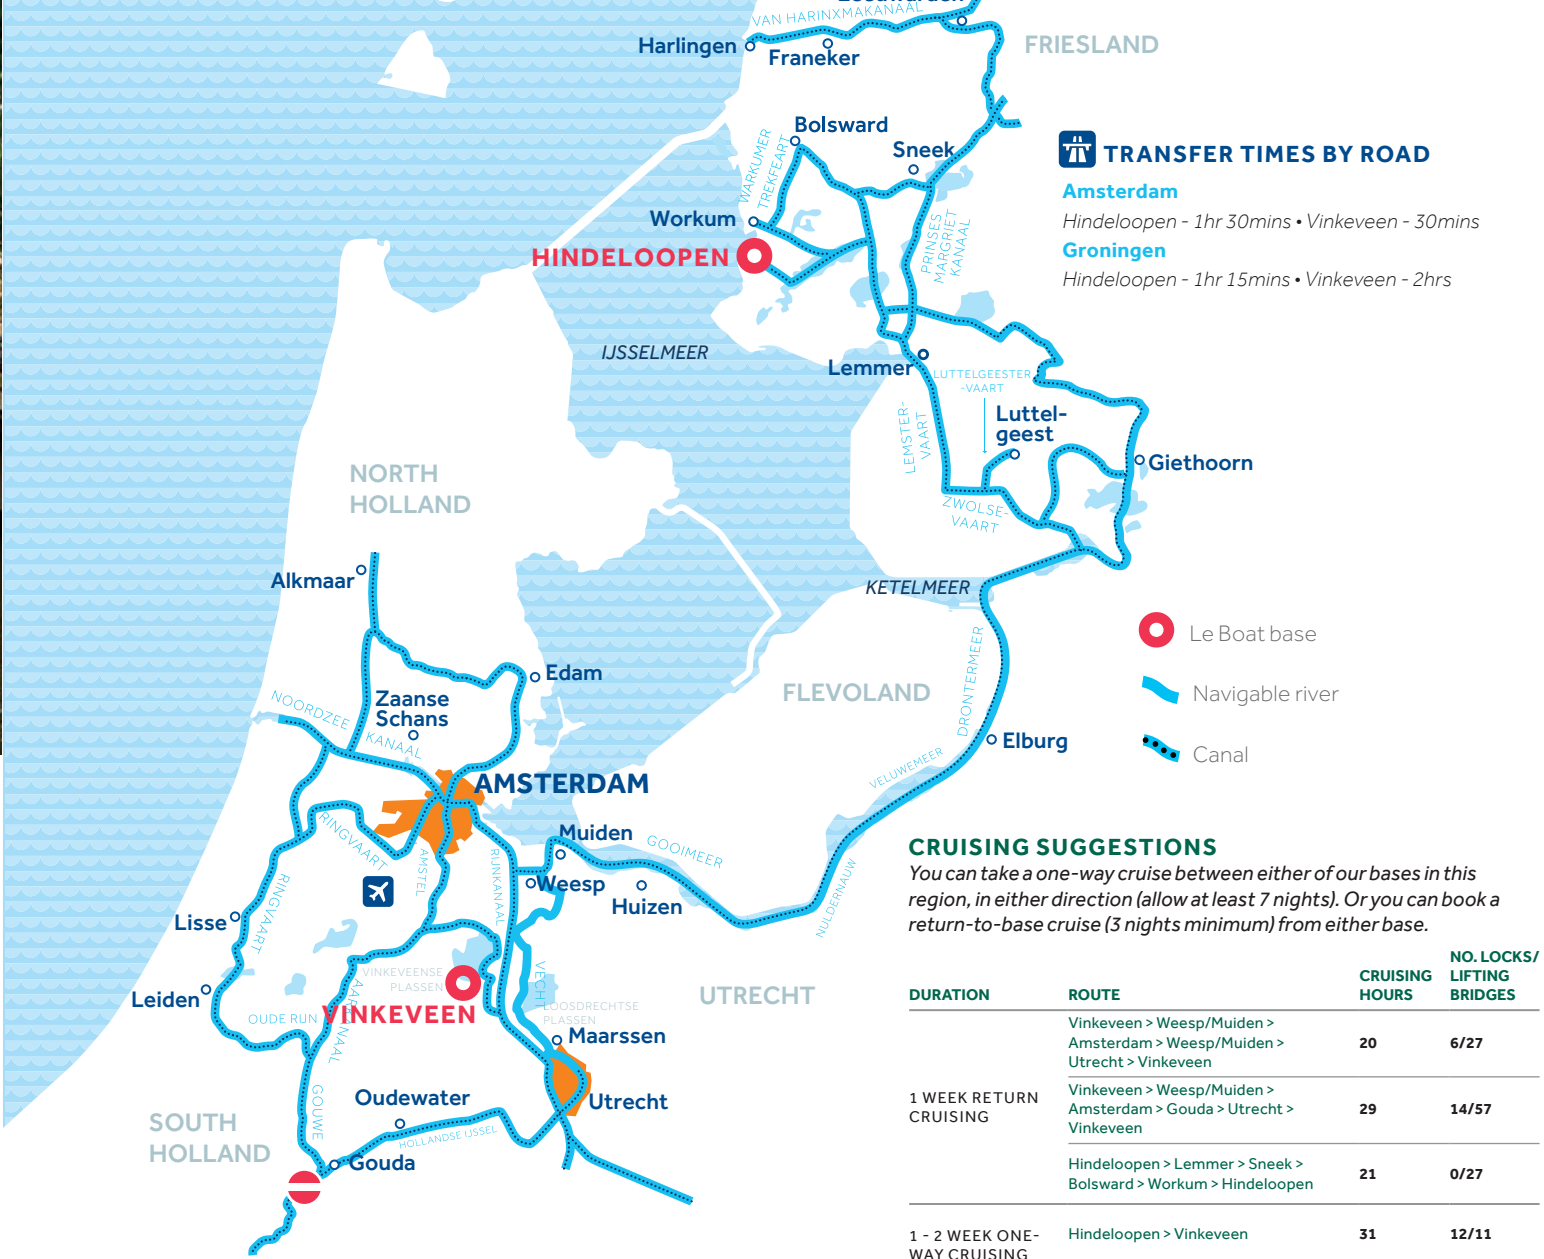 VAN HARINXMAKANAAL
Harlingen
Franeker
FRIESLAND
Bolsward
Sneek
WARKUMER
TREKFEART
Workum
HINDELOOPEN
PRINSES
MARGRIET
KANAAL
TRANSFER TIMES BY ROAD
Amsterdam
Hindeloopen - 1hr 30mins • Vinkeveen - 30mins
Groningen
Hindeloopen - 1hr 15mins • Vinkeveen - 2hrs
IJSSELMEER
Lemmer
LUTTELGEESTER
-VAART
LEMSTER-
VAART
Luttel-
geest
Giethoorn
ZWOLSE-
VAART
NORTH
HOLLAND
Alkmaar
KETELMEER
Le Boat base
Navigable river
Canal
Edam
FLEVOLAND
DRONTERMEER
Zaanse
Schans
NOORDZEE
KANAAL
Elburg
VELUWEMEER
AMSTERDAM
Muiden
GOOIMEER
RINGVAART
AMSTEL
RIJNKANAAL
Weesp
Huizen
NULDERNAUW
Lisse
RINGVAART
VINKEVEENSE
PLASSEN
VECHT
Leiden
AARKANAAL
VINKEVEEN
LOOSDRECHTSE
PLASSEN
UTRECHT
OUDE RIJN
Maarssen
GOUWE
Oudewater
Utrecht
HOLLANDSE IJSSEL
SOUTH
HOLLAND
Gouda
CRUISING SUGGESTIONS
You can take a one-way cruise between either of our bases in this
region, in either direction (allow at least 7 nights). Or you can book a
return-to-base cruise (3 nights minimum) from either base.
DURATION
ROUTE
CRUISING
HOURS
NO. LOCKS/
LIFTING
BRIDGES
1 WEEK RETURN
CRUISING
Vinkeveen > Weesp/Muiden >
Amsterdam > Weesp/Muiden >
Utrecht > Vinkeveen
20
6/27
Vinkeveen > Weesp/Muiden >
Amsterdam > Gouda > Utrecht >
Vinkeveen
29
14/57
Hindeloopen > Lemmer > Sneek >
Bolsward > Workum > Hindeloopen
21
0/27
1 - 2 WEEK ONE-
WAY CRUISING
Hindeloopen > Vinkeveen
31
12/11